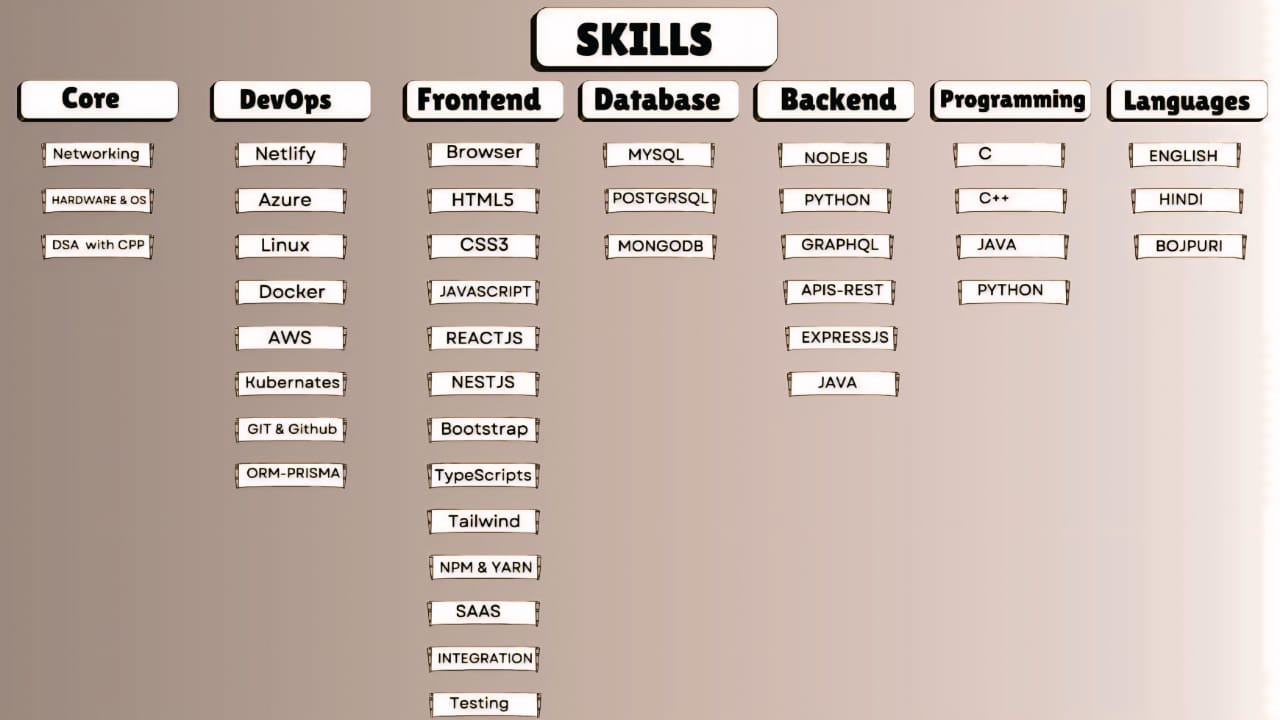 SKILLS
Core
Networking
HARDWARE & OS
DSA with CPP
DevOps
Netlify
Azure
Linux
Docker
AWS
Kubernates
GIT & Github
ORM-PRISMA
Frontend
Browser
HTML5
CSS3
JAVASCRIPT
REACTJS
NESTJS
Bootstrap
TypeScripts
Tailwind
NPM & YARN
SAAS
INTEGRATION
Testing
Database
MYSQL
POSTGRSQL
MONGODB
Backend
NODEJS
PYTHON
GRAPHQL
APIS-REST
EXPRESSJS
JAVA
Programming
C
C++
JAVA
PYTHON
Languages
ENGLISH
HINDI
BOJPURI